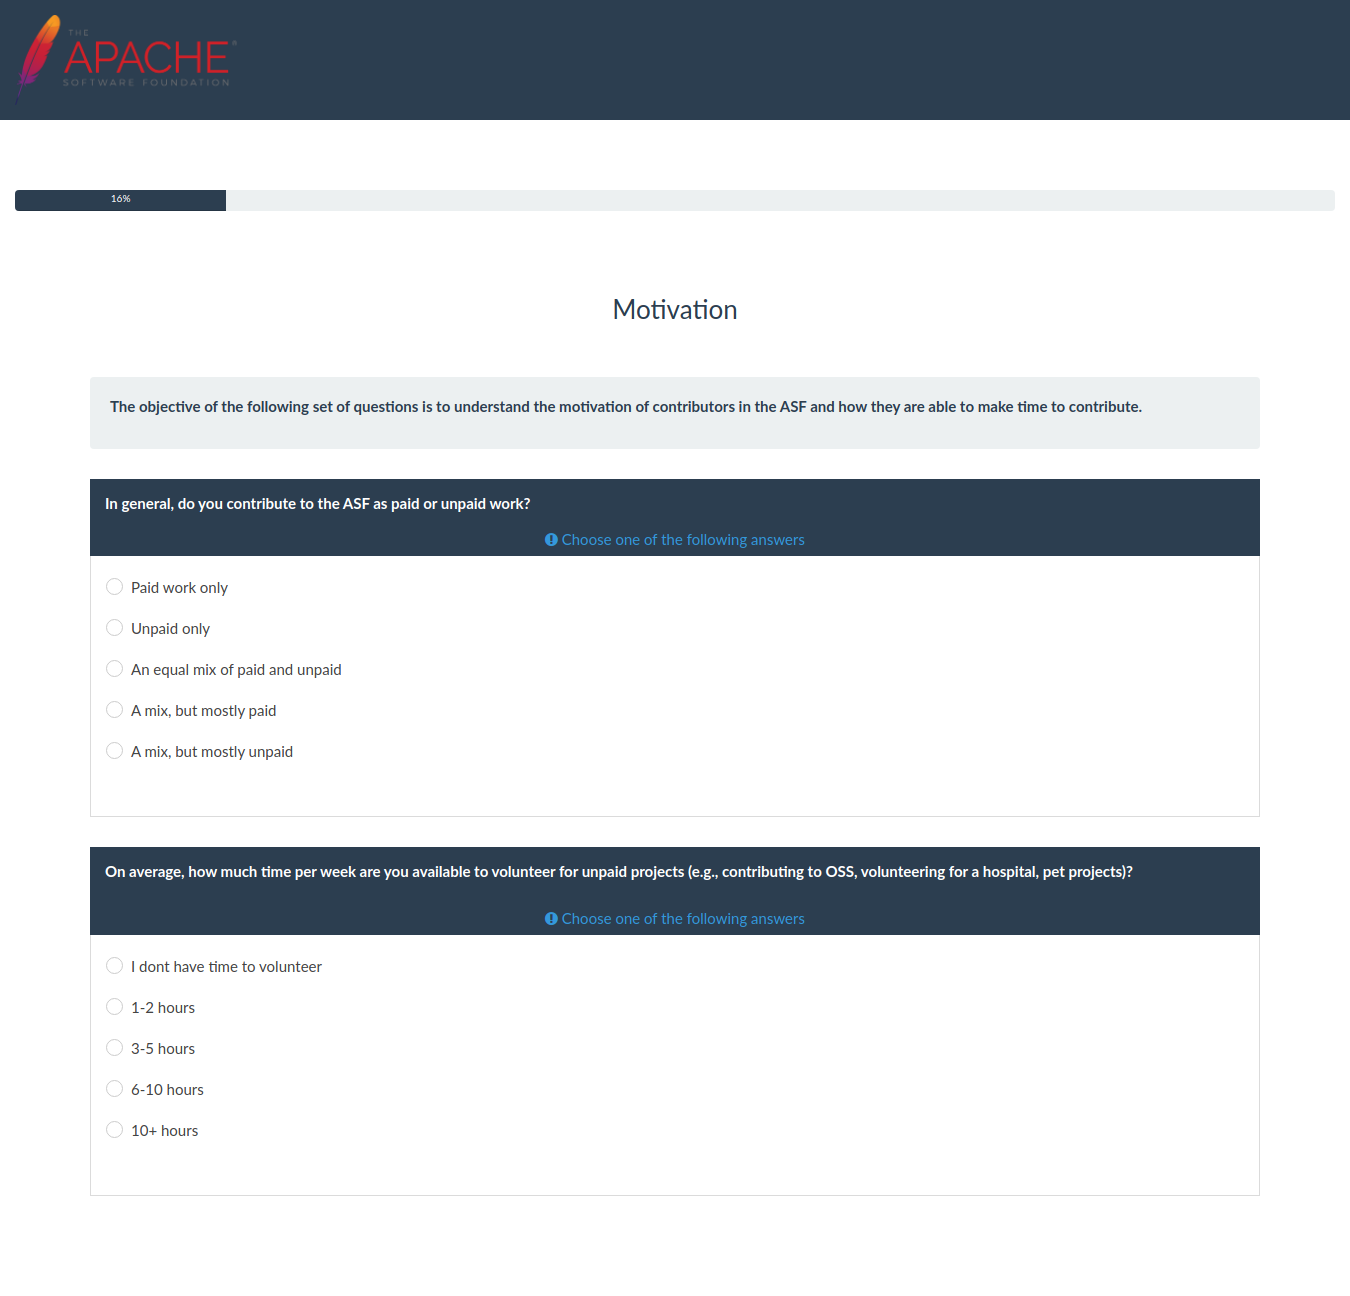 THE
APACHE®
SOFTWARE FOUNDATION
16%
Motivation
The objective of the following set of questions is to understand the motivation of contributors in the ASF and how they are able to make time to contribute.
In general, do you contribute to the ASF as paid or unpaid work?
Choose one of the following answers
Paid work only
Unpaid only
An equal mix of paid and unpaid
A mix, but mostly paid
A mix, but mostly unpaid
On average, how much time per week are you available to volunteer for unpaid projects (e.g., contributing to OSS, volunteering for a hospital, pet projects)?
Choose one of the following answers
I dont have time to volunteer
1-2 hours
3-5 hours
6-10 hours
10+ hours